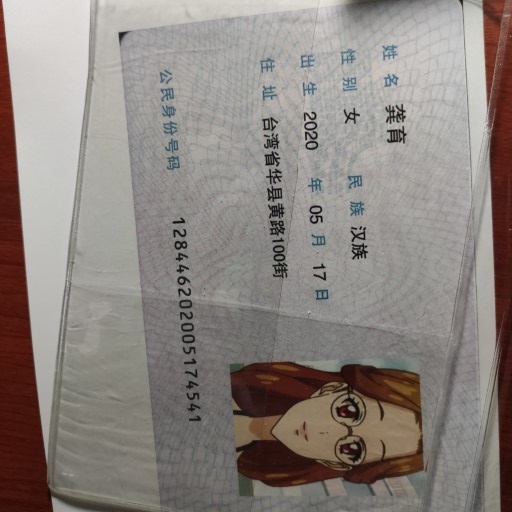 姓名 龚育
性别 女 民族 汉族
出生 2020 年 05 月 17 日
住址 台湾省华县黄路100街
公民身份号码 128446202005174541